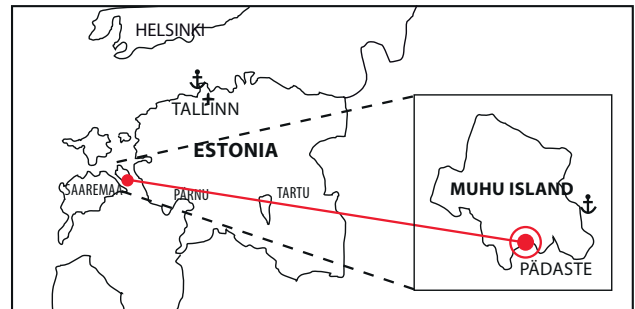 HELSINKI
TALLINN
ESTONIA
SAAREMAA
PÄRNU
TARTU
MUHU ISLAND
PÄDASTE